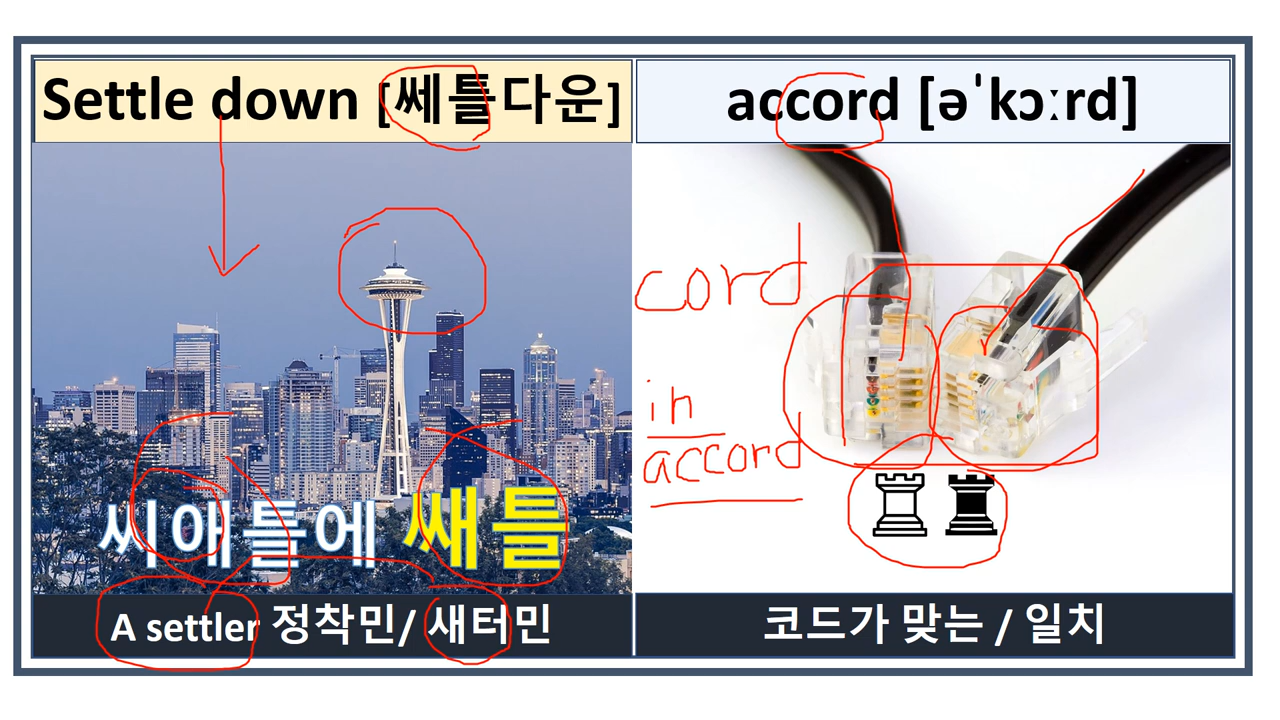 Settle down [쎄틀다운]
씨애틀에 쌔틀
A settler 정착민/ 새터민
accord [əˈkɔːrd]
cord
in
accord
코드가 맞는 / 일치